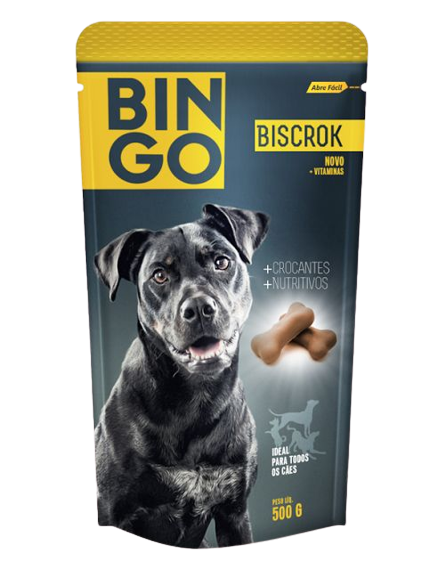 BIN
GO
Abre Fácil
BISCROK
NOVO
+ VITAMINAS
+CROCANTES
+NUTRITIVOS
IDEAL
PARA TODOS
OS CÃES
PESO LÍQ.
500 G